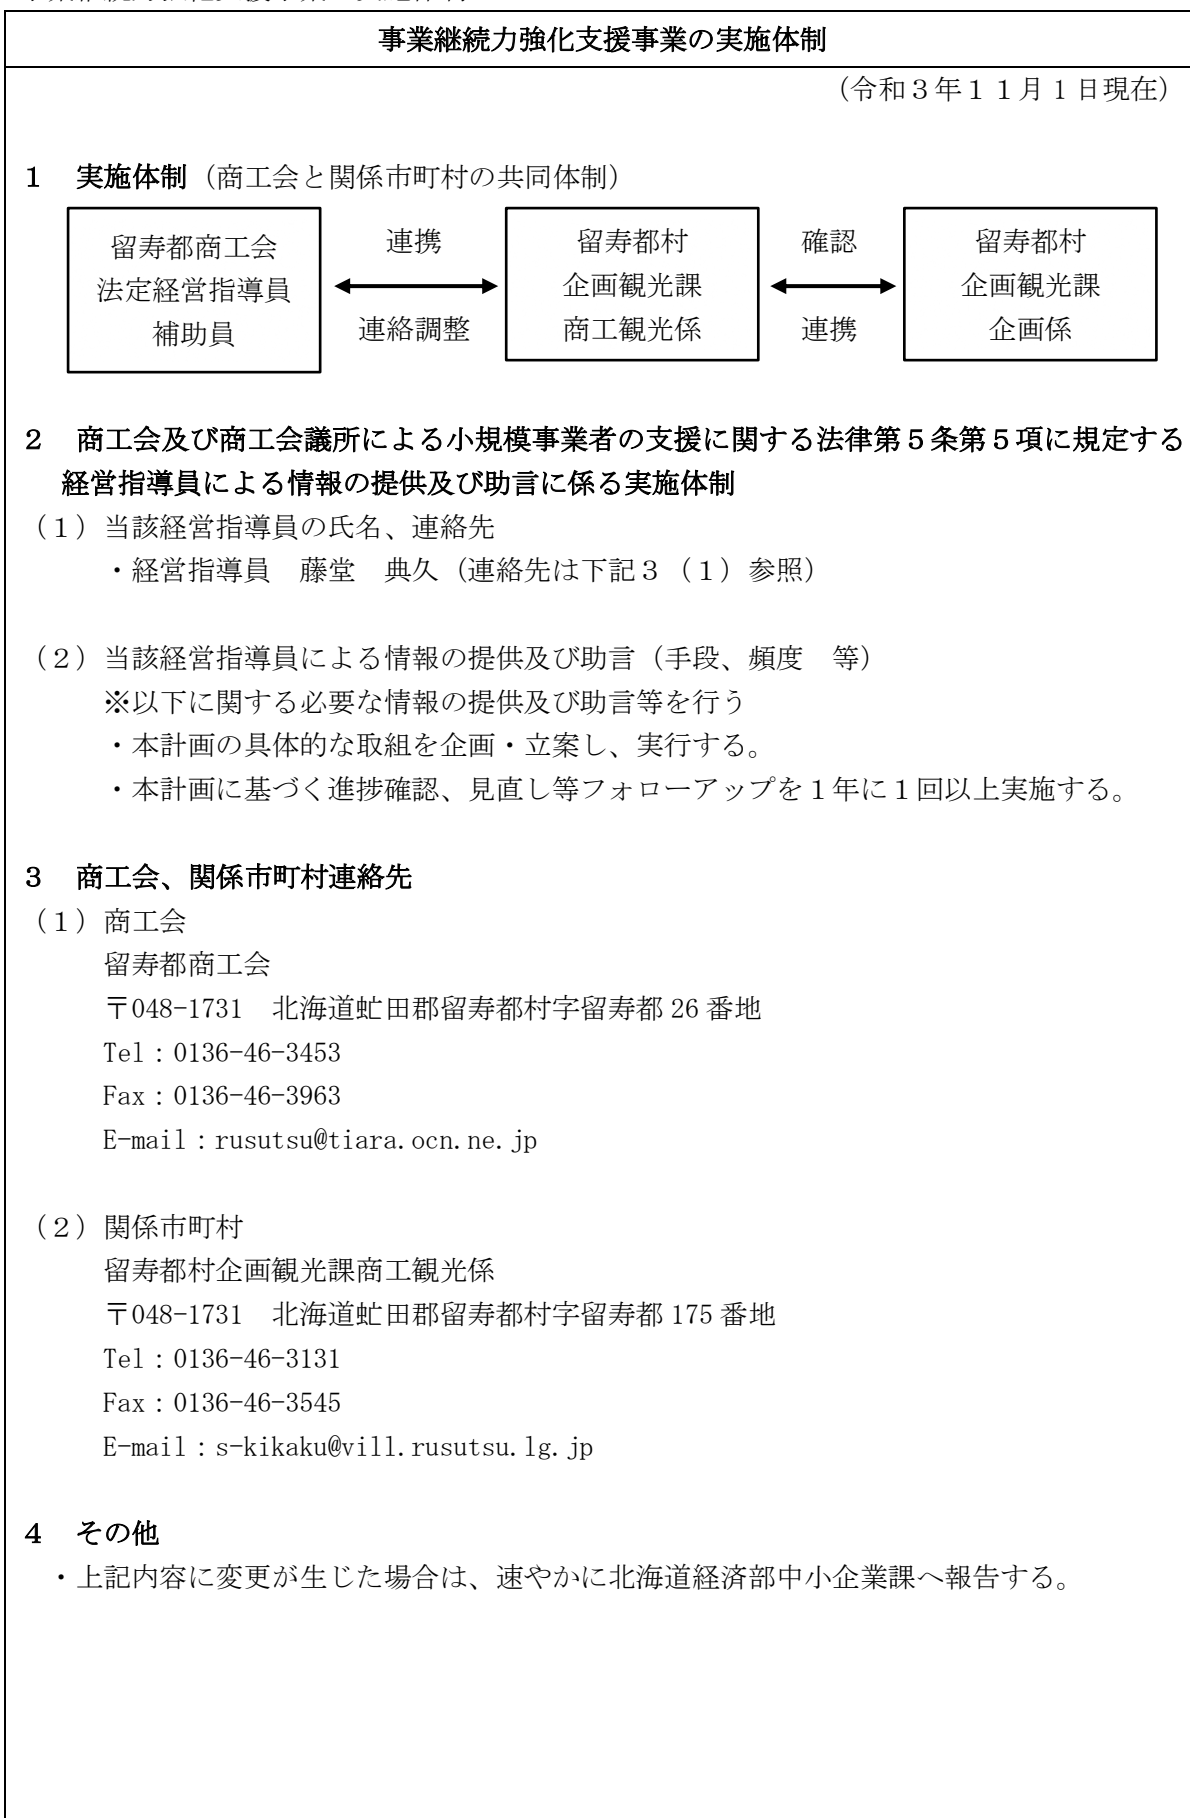 事業継続力強化支援事業の実施体制
（令和３年１１月１日現在）
１　実施体制（商工会と関係市町村の共同体制）
留寿都商工会
法定経営指導員
補助員
連携
連絡調整
留寿都村
企画観光課
商工観光係
確認
連携
留寿都村
企画観光課
企画係
２　商工会及び商工会議所による小規模事業者の支援に関する法律第５条第５項に規定する
経営指導員による情報の提供及び助言に係る実施体制
（１）当該経営指導員の氏名、連絡先
・経営指導員　藤堂　典久（連絡先は下記３（１）参照）
（２）当該経営指導員による情報の提供及び助言（手段、頻度　等）
※以下に関する必要な情報の提供及び助言等を行う
・本計画の具体的な取組を企画・立案し、実行する。
・本計画に基づく進捗確認、見直し等フォローアップを１年に１回以上実施する。
３　商工会、関係市町村連絡先
（１）商工会
留寿都商工会
〒048-1731　北海道虻田郡留寿都村字留寿都 26 番地
Tel：0136-46-3453
Fax：0136-46-3963
E-mail：rusutsu@tiara.ocn.ne.jp
（２）関係市町村
留寿都村企画観光課商工観光係
〒048-1731　北海道虻田郡留寿都村字留寿都 175 番地
Tel：0136-46-3131
Fax：0136-46-3545
E-mail：s-kikaku@vill.rusutsu.lg.jp
４　その他
・上記内容に変更が生じた場合は、速やかに北海道経済部中小企業課へ報告する。